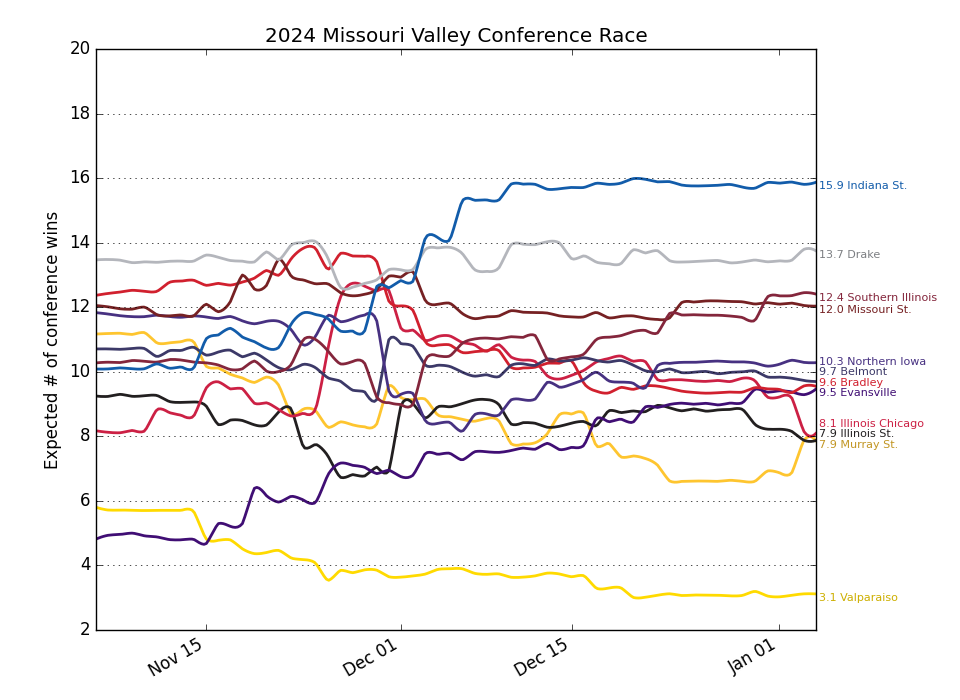 2024 Missouri Valley Conference Race
Expected # of conference wins
20
18
16
14
12
10
8
6
4
2
Nov 15
Dec 01
Dec 15
Jan 01
15.9 Indiana St.
13.7 Drake
12.4 Southern Illinois
12.0 Missouri St.
10.3 Northern Iowa
9.7 Belmont
9.6 Bradley
9.5 Evansville
8.1 Illinois Chicago
7.9 Illinois St.
7.9 Murray St.
3.1 Valparaiso